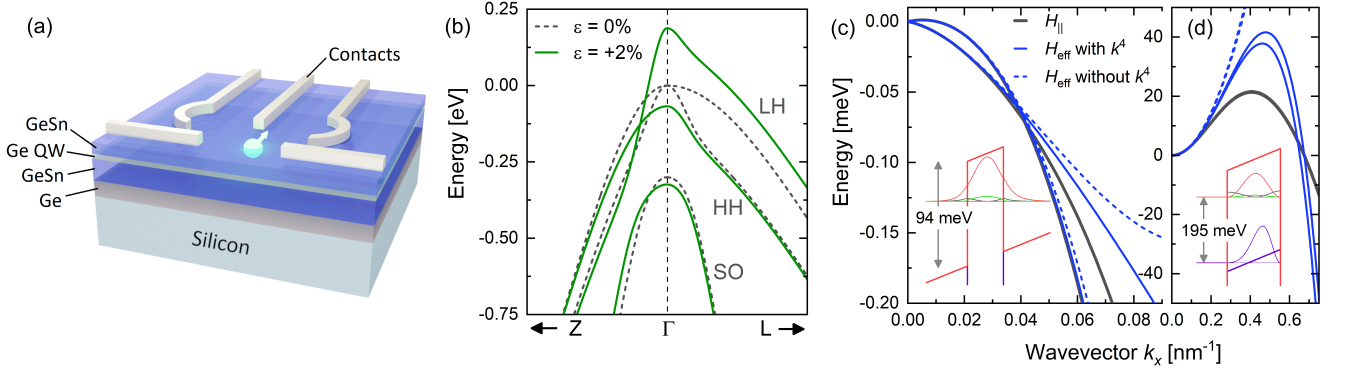 (a)
Contacts
GeSn
Ge QW
GeSn
Ge
Silicon
(b)
0.25
0.00
-0.25
-0.50
-0.75
Energy [eV]
ε = 0%
ε = +2%
LH
HH
SO
Z
Γ
L
(c)
0.00
-0.05
-0.10
-0.15
-0.20
Energy [meV]
H||
Heff with k⁴
Heff without k⁴
94 meV
0.00 0.02 0.04 0.06 0.08
(d)
40
20
0
-10
-20
-30
40
195 meV
0.0 0.2 0.4 0.6
Wavevector kx [nm⁻¹]